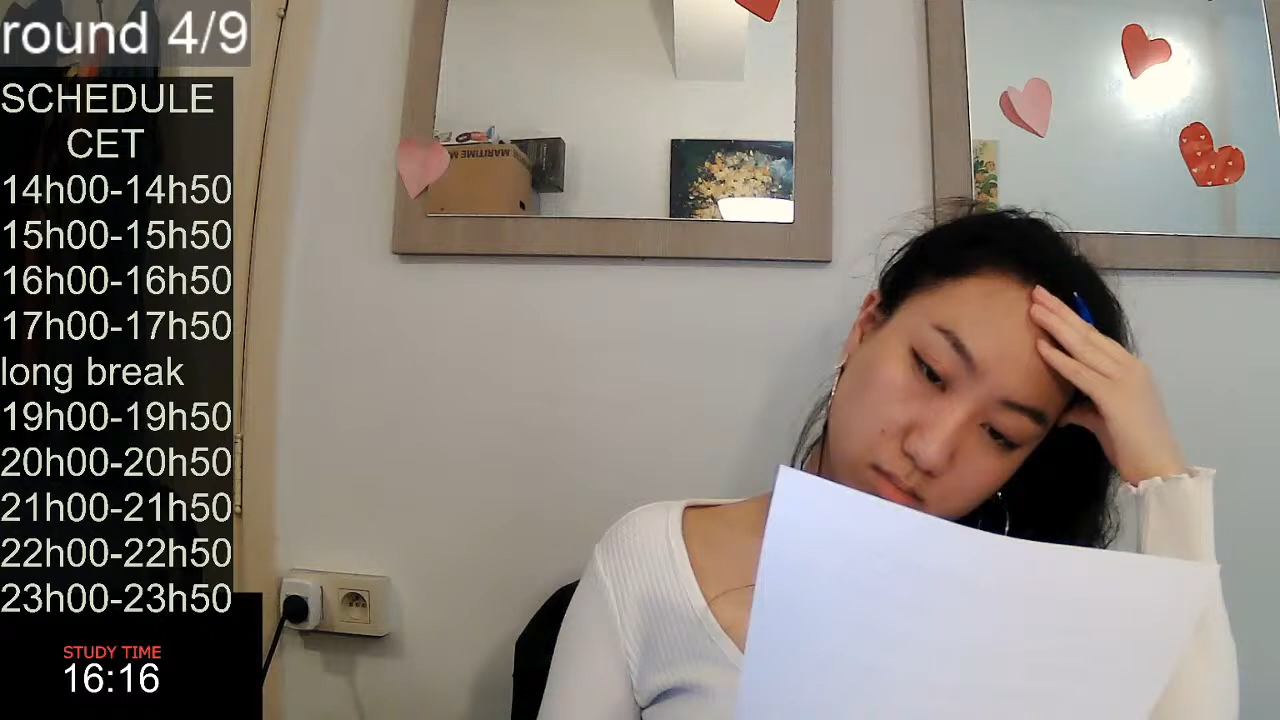 round 4/9
SCHEDULE
CET
14h00-14h50
15h00-15h50
16h00-16h50
17h00-17h50
long break
19h00-19h50
20h00-20h50
21h00-21h50
22h00-22h50
23h00-23h50
STUDY TIME
16:16
MARITIME